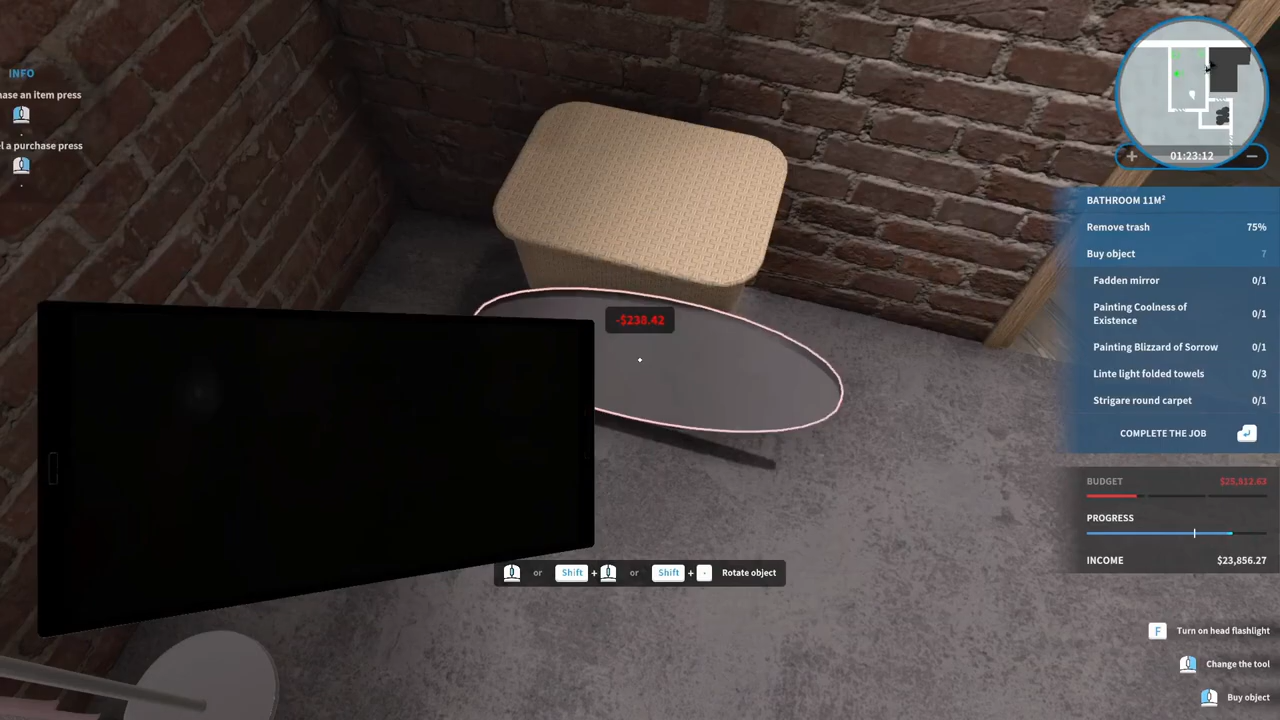 INFO
hase an item press
.
l a purchase press
.
-$238.42
or
Shift
+
or
Shift
+
·
Rotate object
+
01:23:12
−
BATHROOM 11M²
Remove trash 75%
Buy object 7
Fadden mirror 0/1
Painting Coolness of
Existence 0/1
Painting Blizzard of Sorrow 0/1
Linte light folded towels 0/3
Strigare round carpet 0/1
COMPLETE THE JOB
BUDGET $25,812.63
PROGRESS
INCOME $23,856.27
F Turn on head flashlight
Change the tool
Buy object